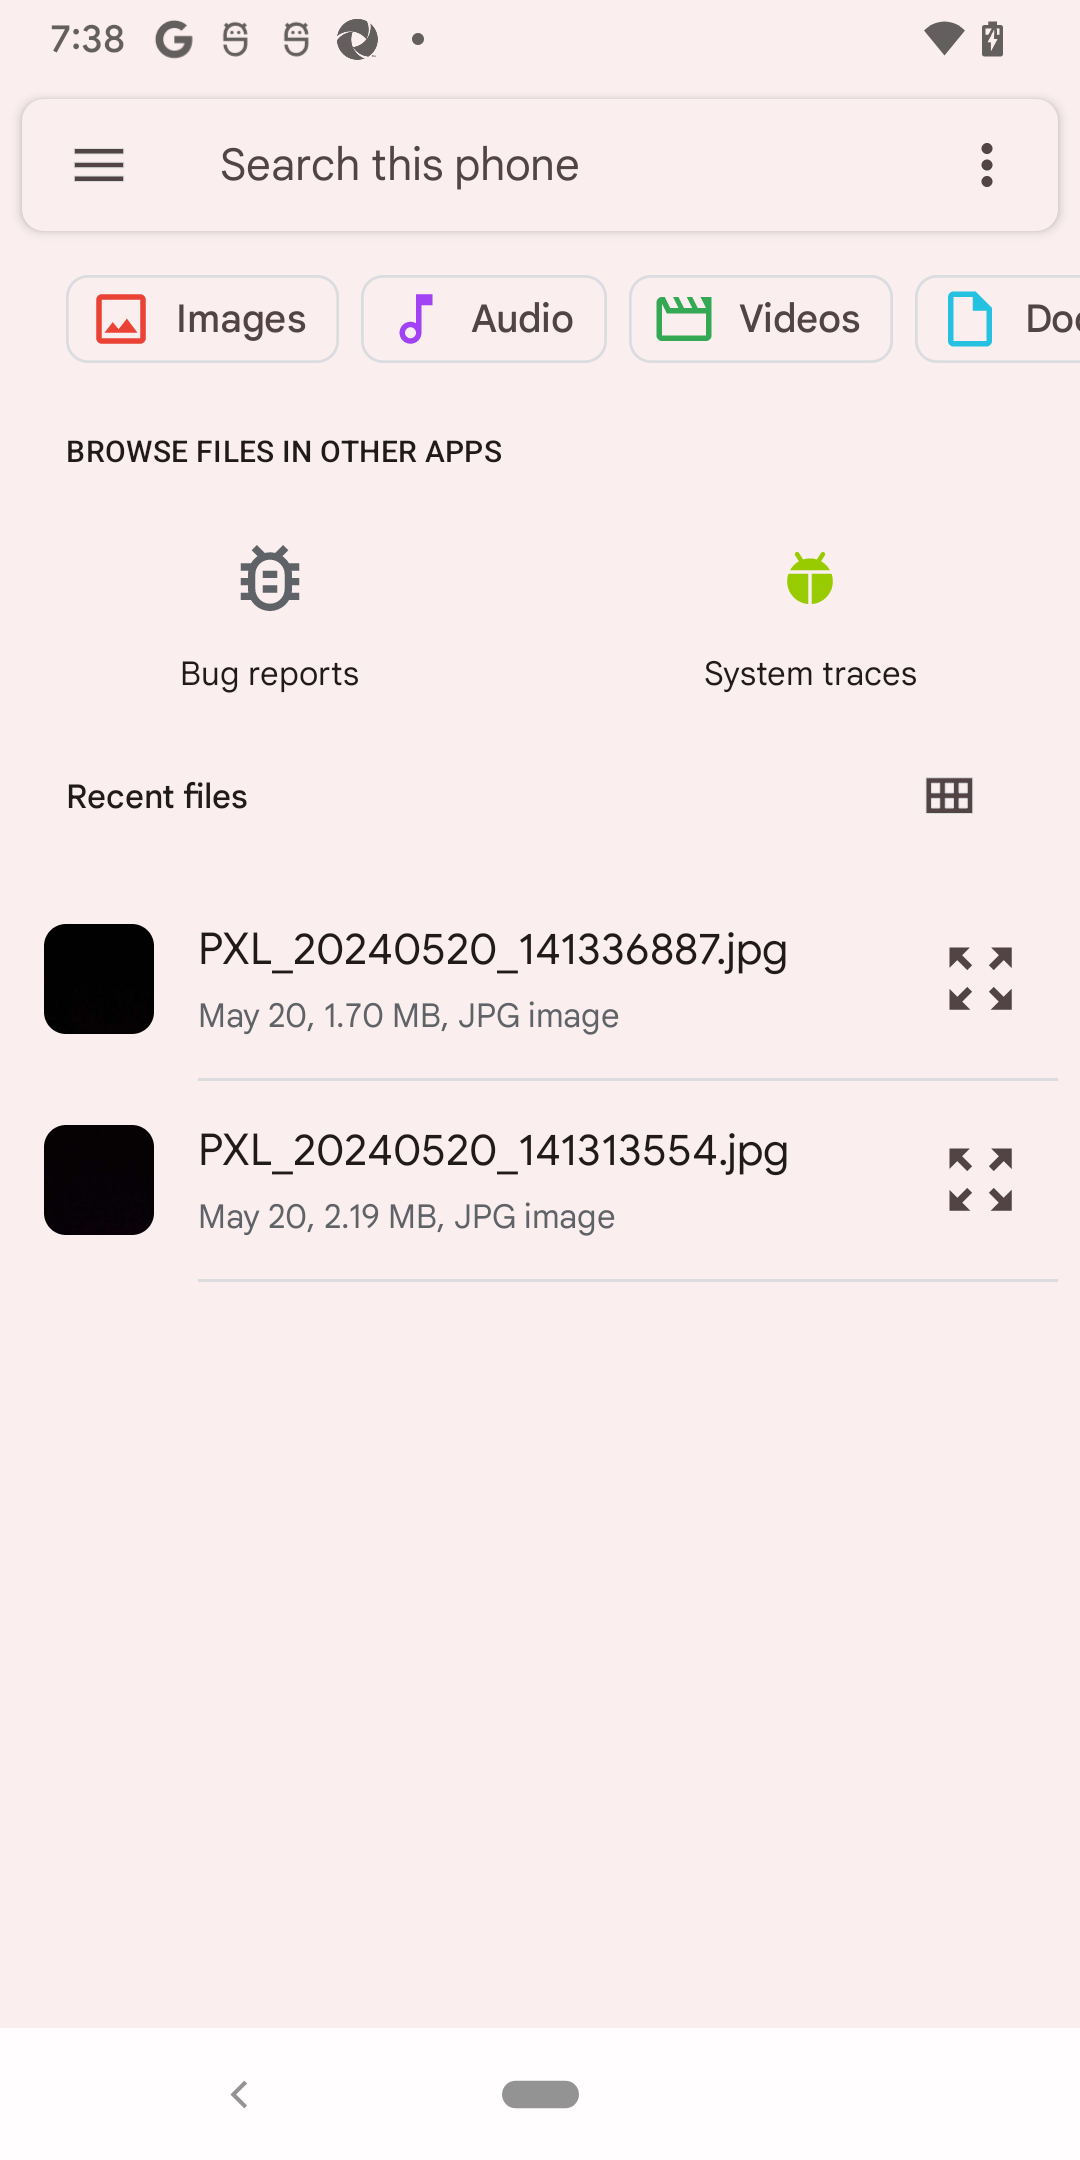 7:38
Search this phone
Images Audio Videos Doc
BROWSE FILES IN OTHER APPS
Bug reports System traces
Recent files
PXL_20240520_141336887.jpg
May 20, 1.70 MB, JPG image
PXL_20240520_141313554.jpg
May 20, 2.19 MB, JPG image